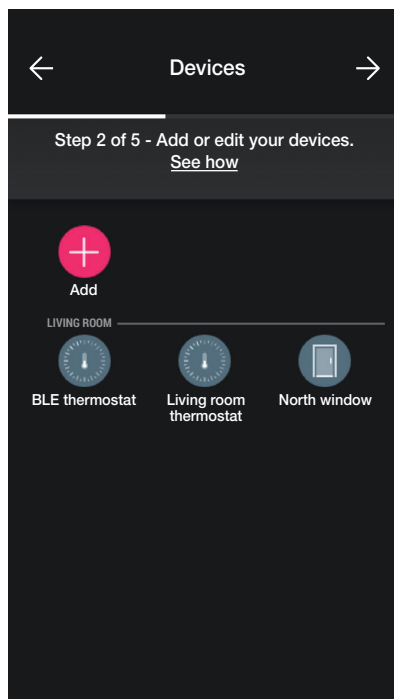 Devices
Step 2 of 5 - Add or edit your devices.
See how
Add
LIVING ROOM
BLE thermostat
Living room
thermostat
North window